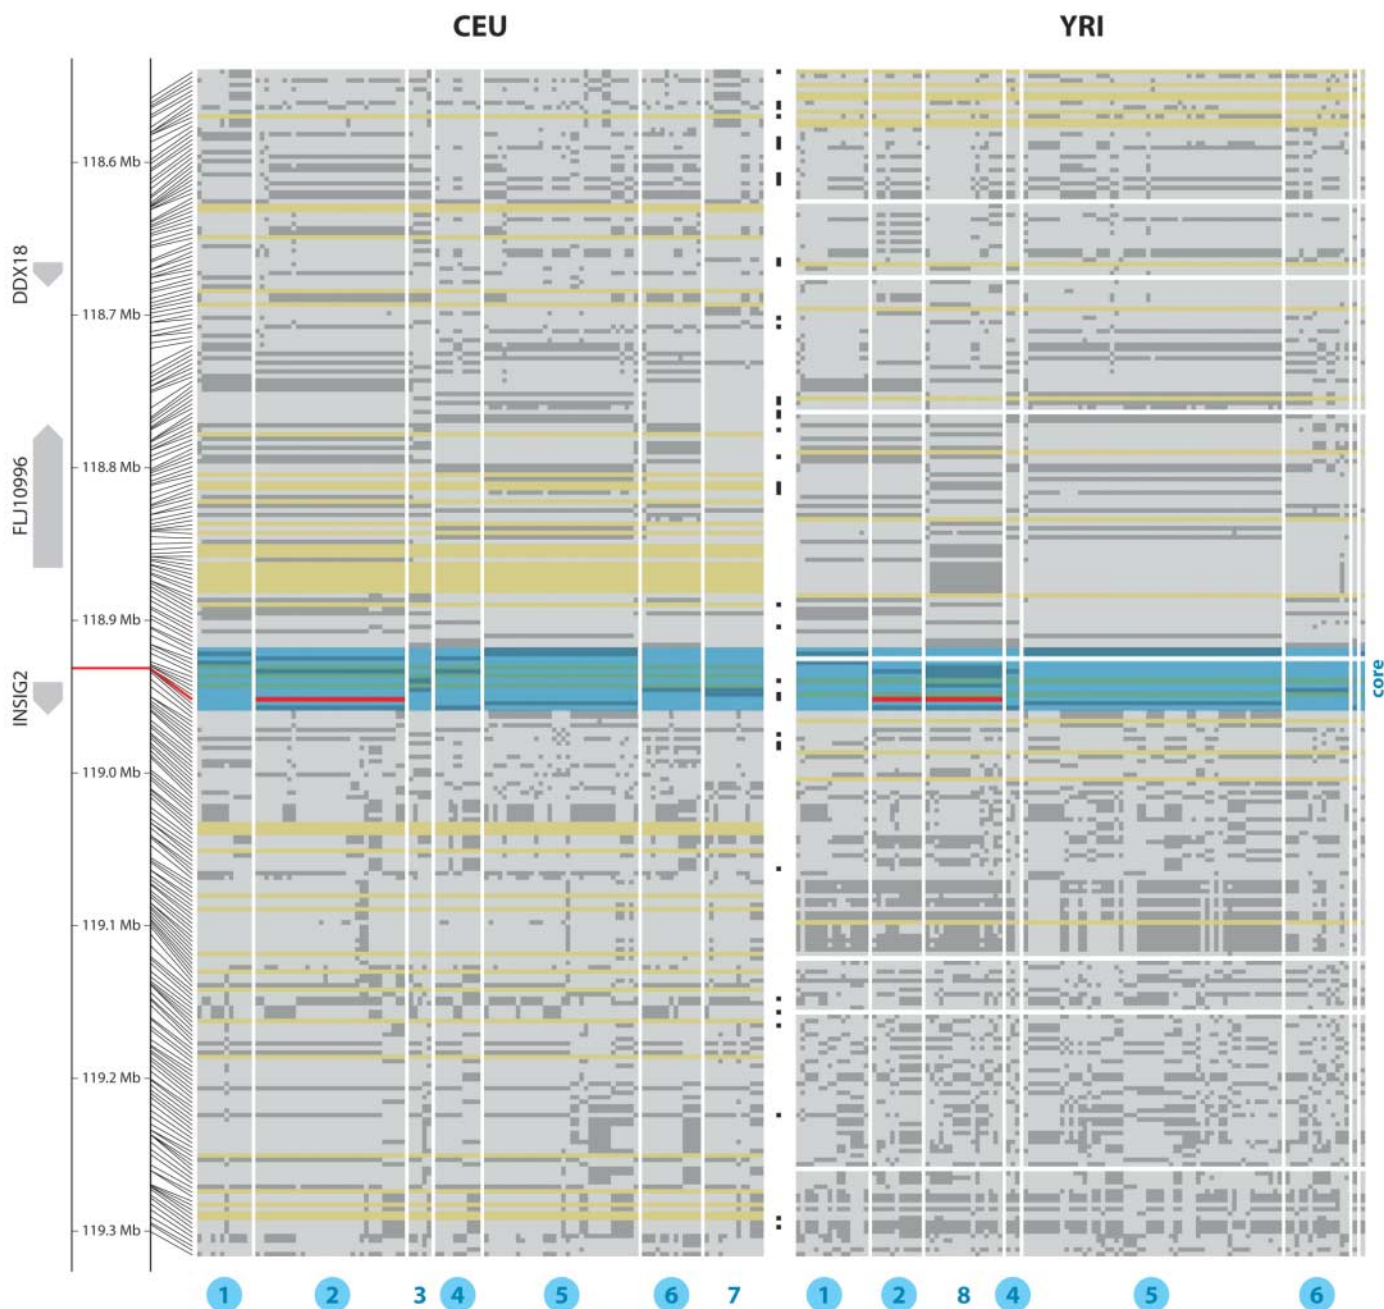 CEU YRI
118.6 Mb
DDX18
118.7 Mb
FLJ10996
118.8 Mb
118.9 Mb
INSIG2
core
119.0 Mb
119.1 Mb
119.2 Mb
119.3 Mb
1 2 3 4 5 6 7 1 2 8 4 5 6